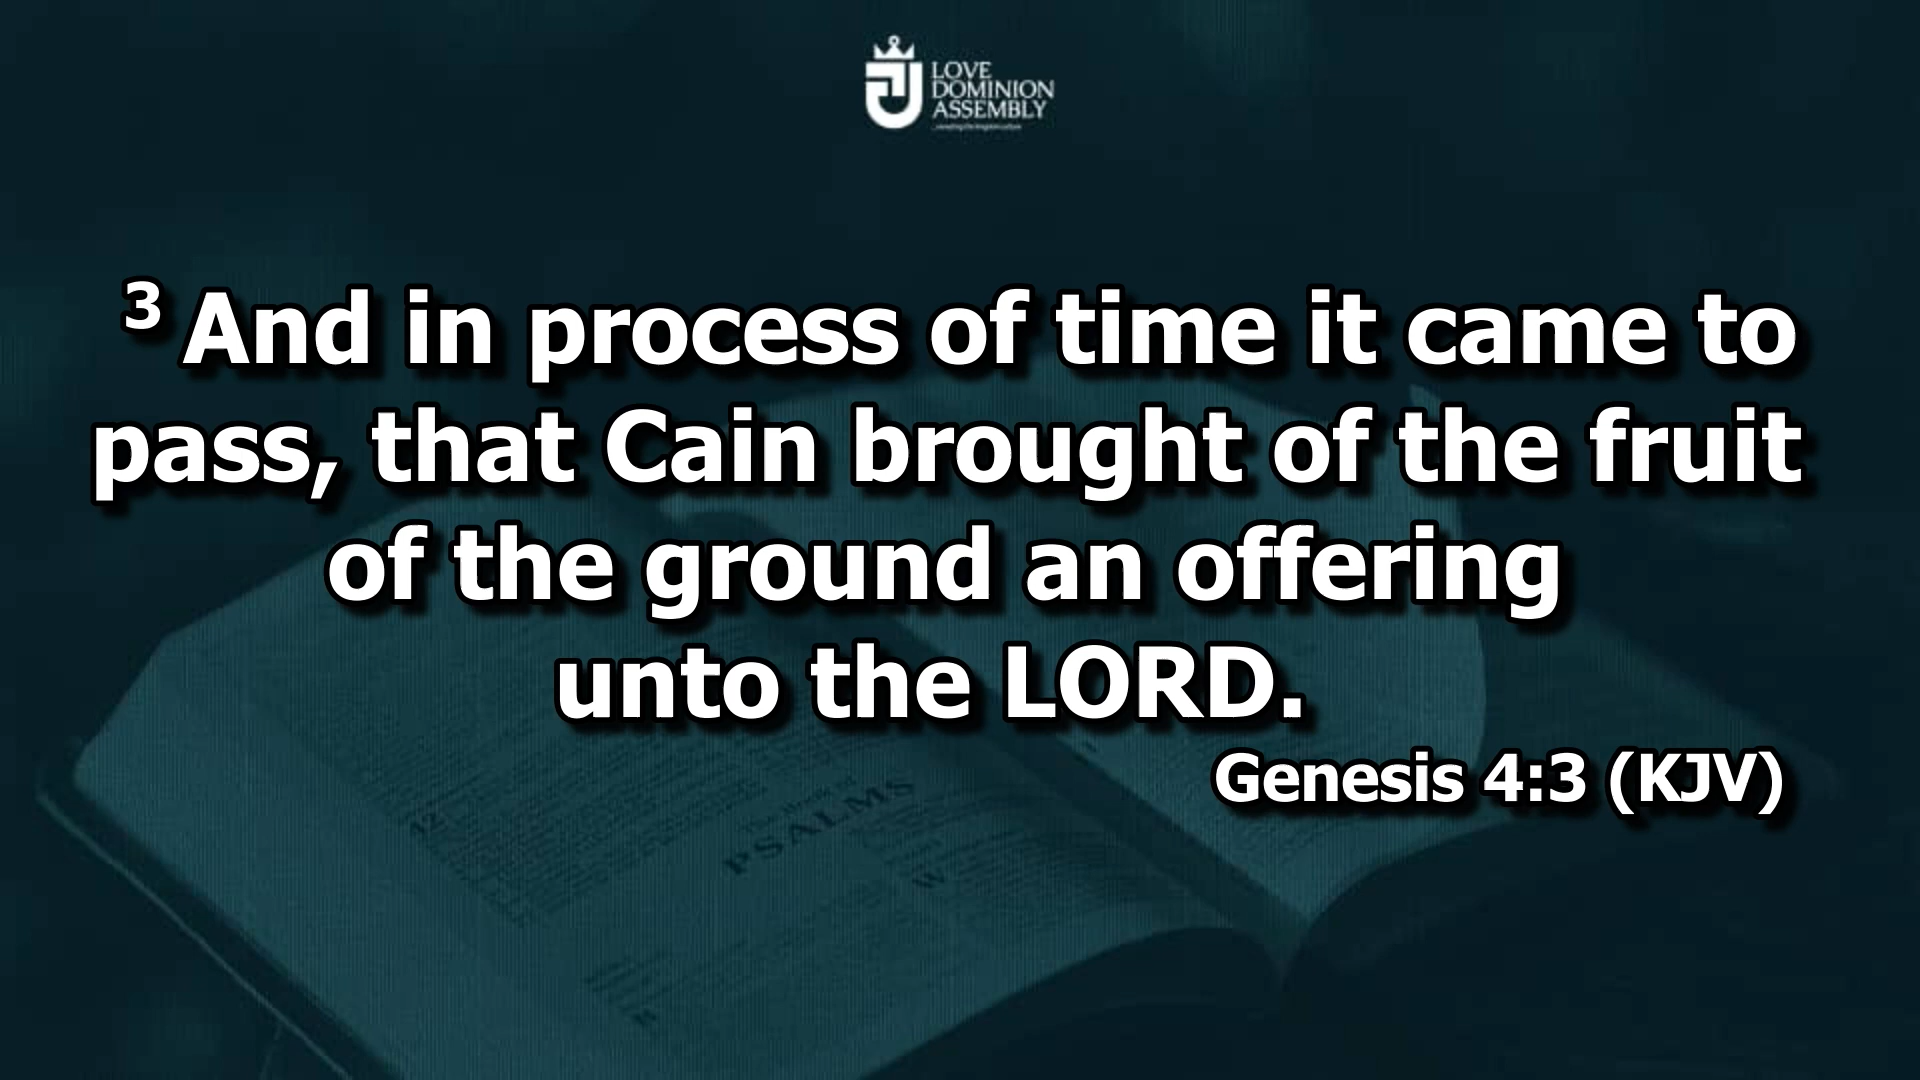 LOVE
DOMINION
ASSEMBLY
3 And in process of time it came to
pass, that Cain brought of the fruit
of the ground an offering
unto the LORD.
Genesis 4:3 (KJV)
PSALMS